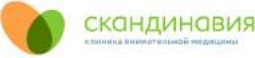 скандинавия
клиника внимательной медицины